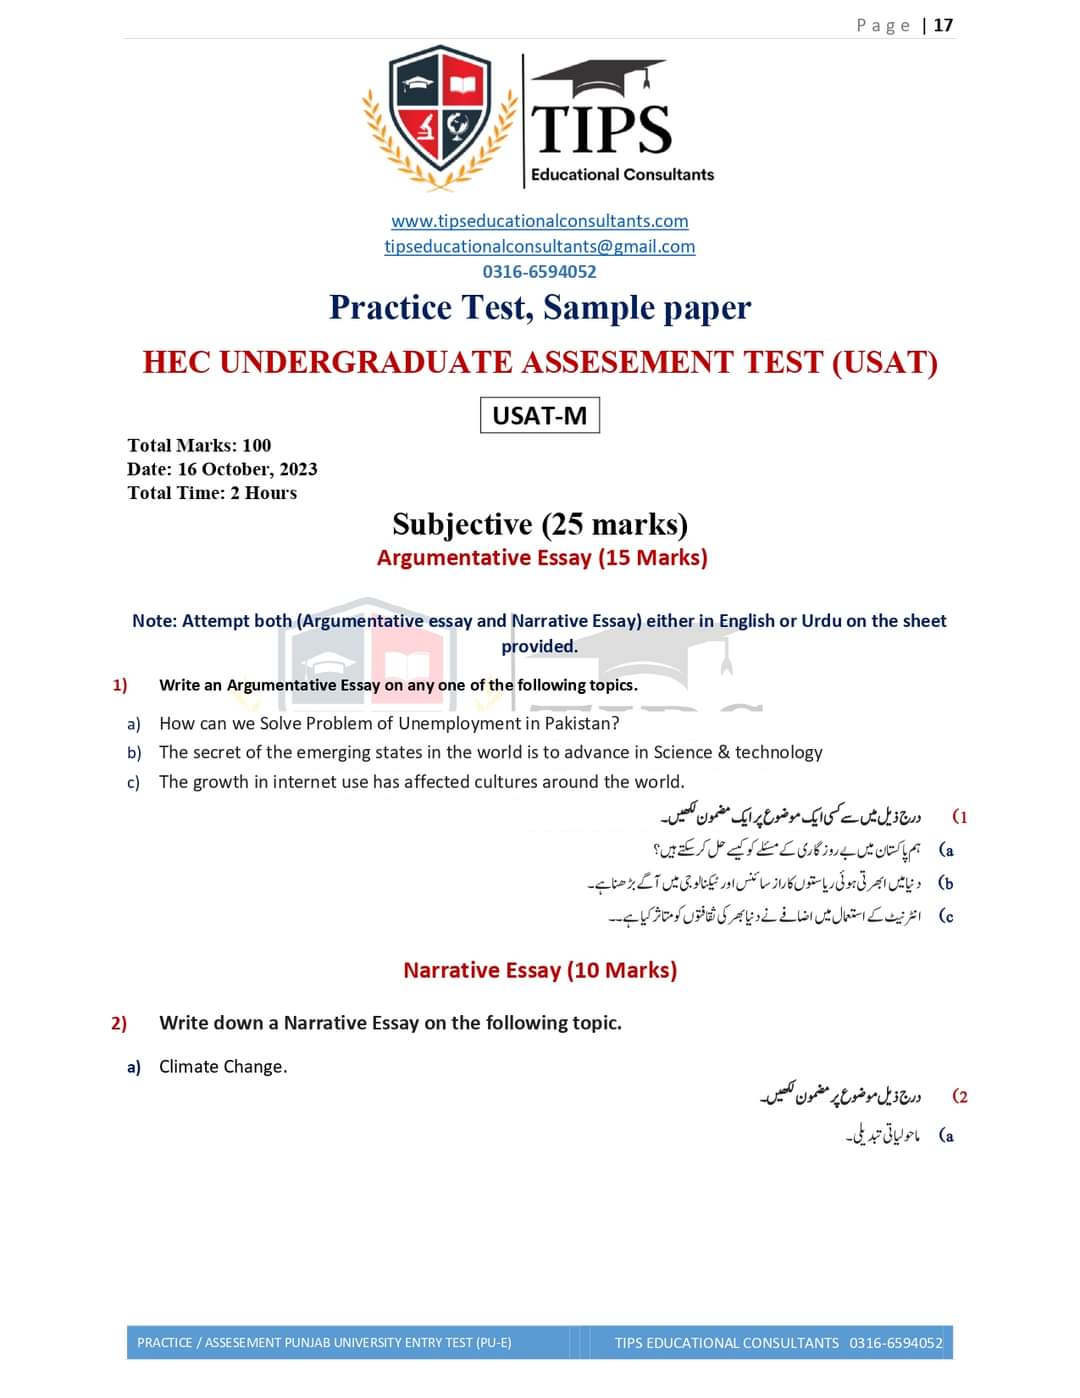 Page | 17
TIPS
Educational Consultants
www.tipseducationalconsultants.com
tipseducationalconsultants@gmail.com
0316-6594052
Practice Test, Sample paper
HEC UNDERGRADUATE ASSESEMENT TEST (USAT)
USAT-M
Total Marks: 100
Date: 16 October, 2023
Total Time: 2 Hours
Subjective (25 marks)
Argumentative Essay (15 Marks)
Note: Attempt both (Argumentative essay and Narrative Essay) either in English or Urdu on the sheet
provided.
1) Write an Argumentative Essay on any one of the following topics.
a) How can we Solve Problem of Unemployment in Pakistan?
b) The secret of the emerging states in the world is to advance in Science & technology
c) The growth in internet use has affected cultures around the world.
1) درج ذیل میں سے کسی ایک موضوع پر ایک مضمون لکھیں۔
a) ہم پاکستان میں بے روزگاری کے مسئلے کو کیسے حل کر سکتے ہیں؟
b) دنیا میں ابھرتی ہوئی ریاستوں کا راز سائنس اور ٹیکنالوجی میں آگے بڑھنا ہے۔
c) انٹرنیٹ کے استعمال میں اضافے نے دنیا بھر کی ثقافتوں کو متاثر کیا ہے۔۔
Narrative Essay (10 Marks)
2) Write down a Narrative Essay on the following topic.
a) Climate Change.
2) درج ذیل موضوع پر مضمون لکھیں۔
a) ماحولیاتی تبدیلی۔
PRACTICE / ASSESEMENT PUNJAB UNIVERSITY ENTRY TEST (PU-E) TIPS EDUCATIONAL CONSULTANTS 0316-6594052